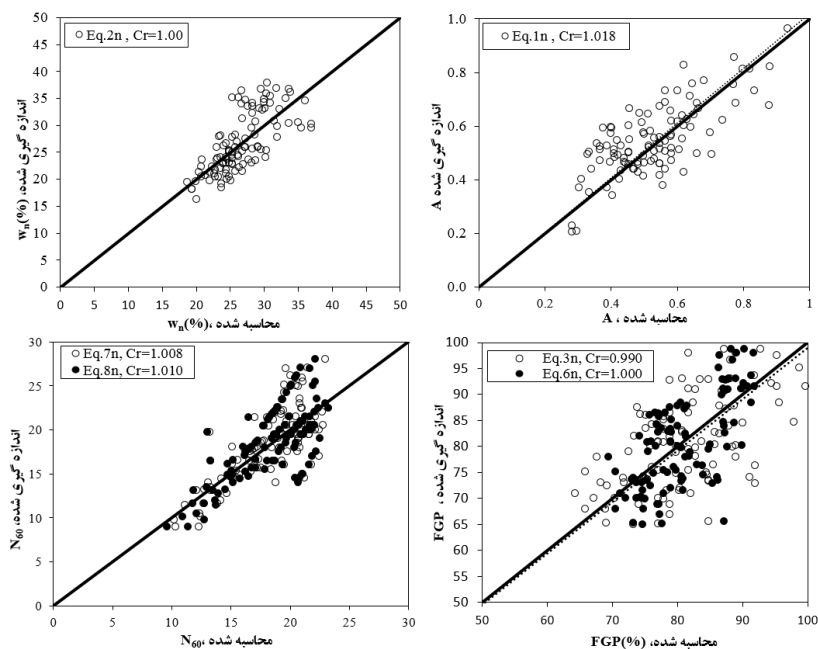 50
45
40
35
30
25
20
15
10
5
0
Eq.2n , Cr=1.00
wn(%) ،اندازه گیری شده
0 5 10 15 20 25 30 35 40 45 50
wn(%) ،محاسبه شده
1.0
0.8
0.6
0.4
0.2
0.0
Eq.1n , Cr=1.018
A اندازه گیری شده
0 0.2 0.4 0.6 0.8 1
A ، محاسبه شده
30
25
20
15
10
5
0
Eq.7n, Cr=1.008
Eq.8n, Cr=1.010
N60 ،اندازه گیری شده
0 5 10 15 20 25 30
N60 ،محاسبه شده
100
95
90
85
80
75
70
65
60
55
50
Eq.3n, Cr=0.990
Eq.6n, Cr=1.000
FGP ، اندازه گیری شده
50 60 70 80 90 100
FGP(%) ،محاسبه شده